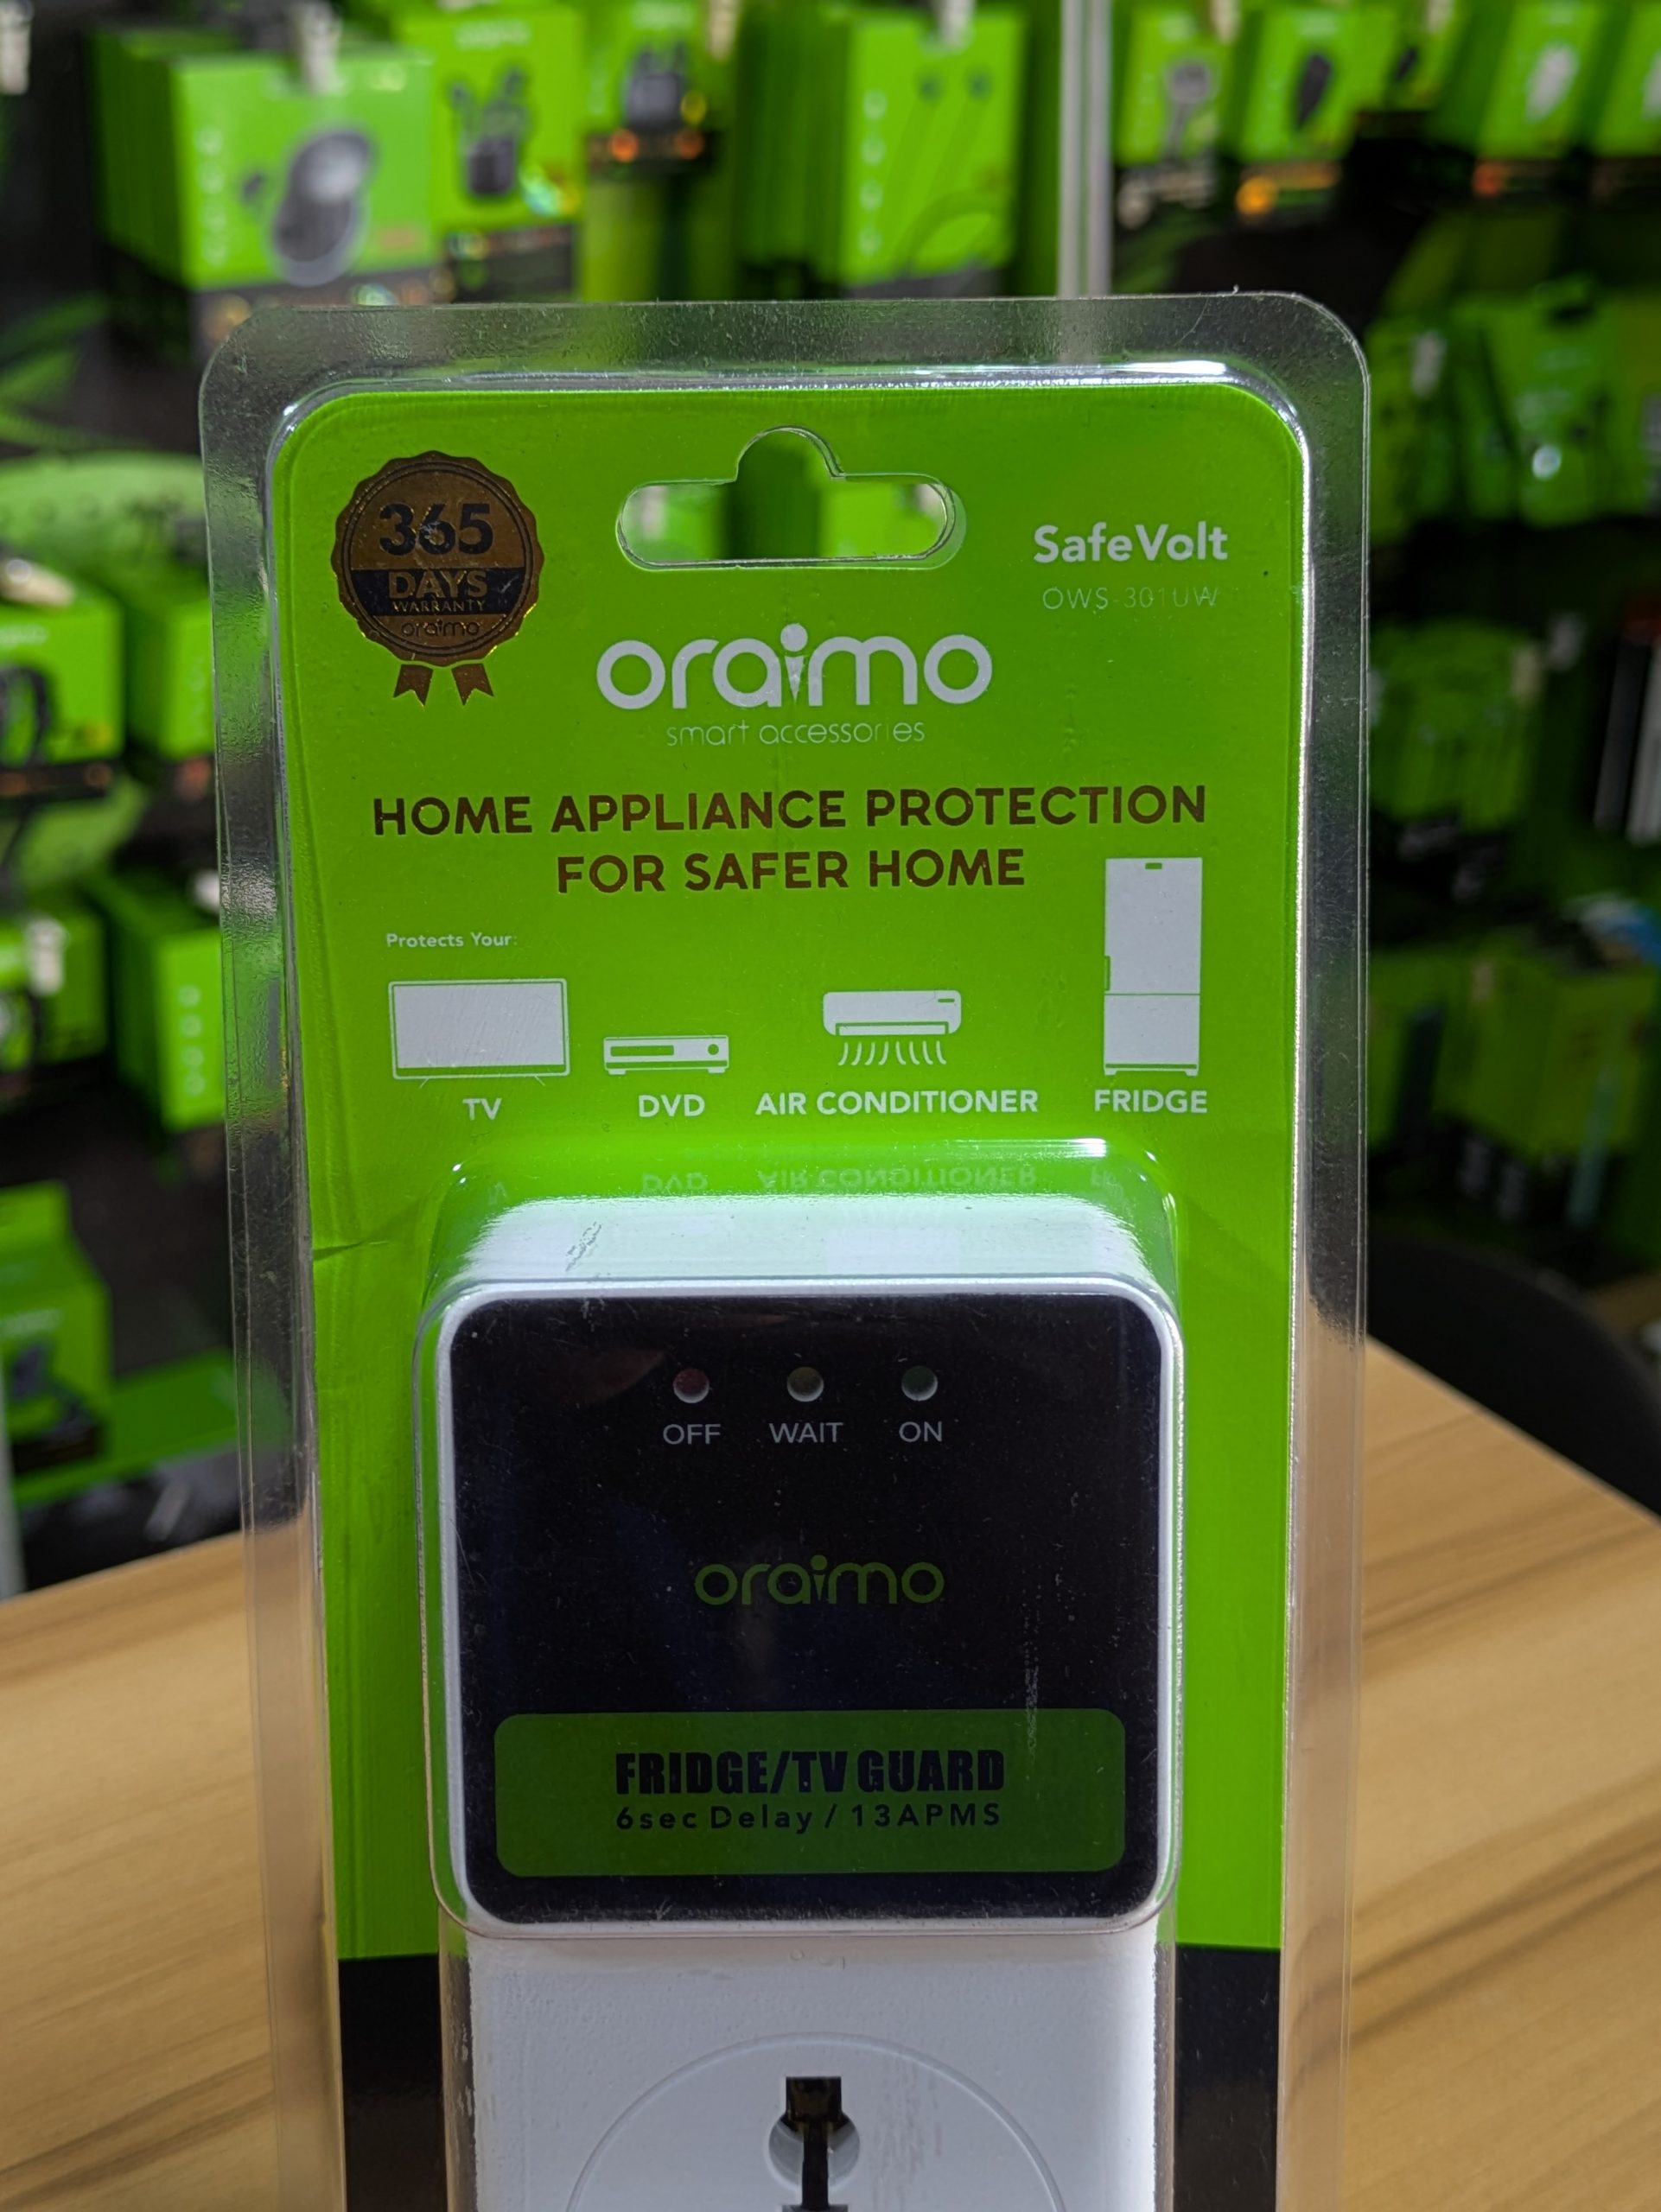 365
DAYS
WARRANTY
oraimo
SafeVolt
OWS-301UW
oraimo
smart accessories
HOME APPLIANCE PROTECTION
FOR SAFER HOME
Protects Your:
TV
DVD
AIR CONDITIONER
FRIDGE
OFF
WAIT
ON
oraimo
FRIDGE/TV GUARD
6sec Delay / 13APMS